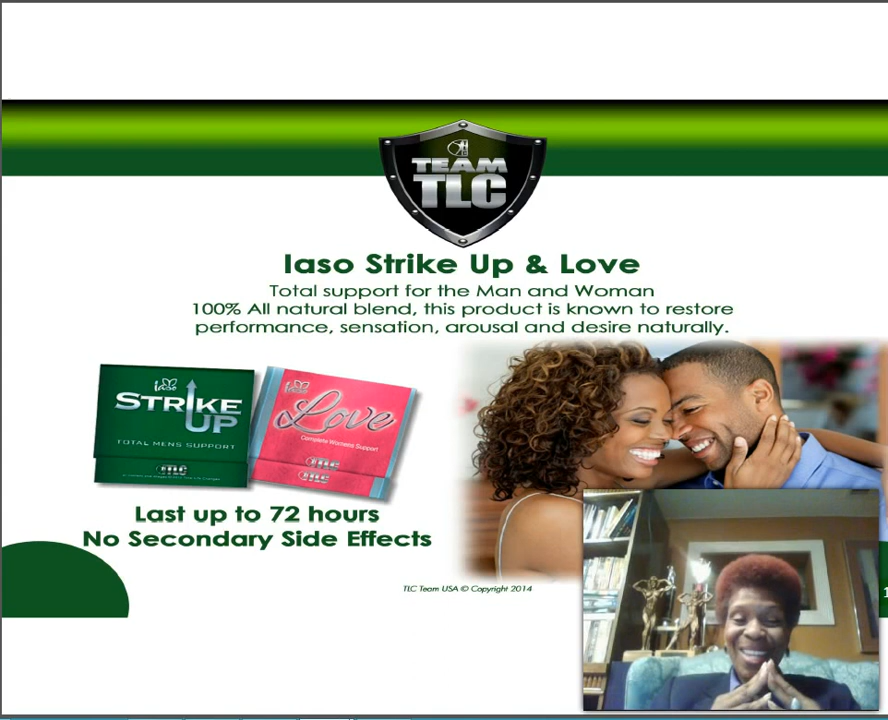 TEAM
TLC
Iaso Strike Up & Love
Total support for the Man and Woman
100% All natural blend, this product is known to restore
performance, sensation, arousal and desire naturally.
iaso
STRIKE
UP
TOTAL MENS SUPPORT
TLC
iaso
Love
Complete Womens Support
TLC
TLC
Last up to 72 hours
No Secondary Side Effects
TLC Team USA © Copyright 2014
1